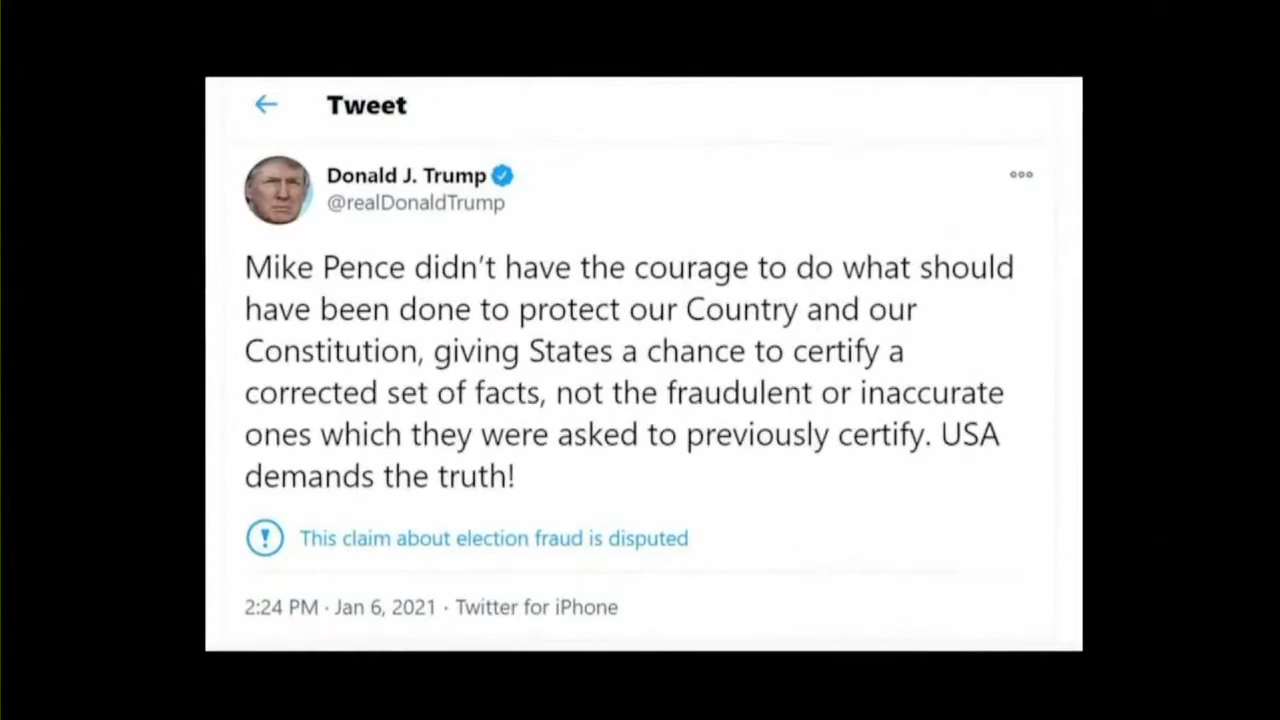 Tweet
Donald J. Trump
@realDonaldTrump
Mike Pence didn't have the courage to do what should
have been done to protect our Country and our
Constitution, giving States a chance to certify a
corrected set of facts, not the fraudulent or inaccurate
ones which they were asked to previously certify. USA
demands the truth!
This claim about election fraud is disputed
2:24 PM · Jan 6, 2021 · Twitter for iPhone